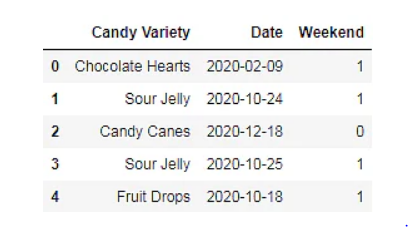 Candy Variety Date Weekend
0 Chocolate Hearts 2020-02-09 1
1 Sour Jelly 2020-10-24 1
2 Candy Canes 2020-12-18 0
3 Sour Jelly 2020-10-25 1
4 Fruit Drops 2020-10-18 1